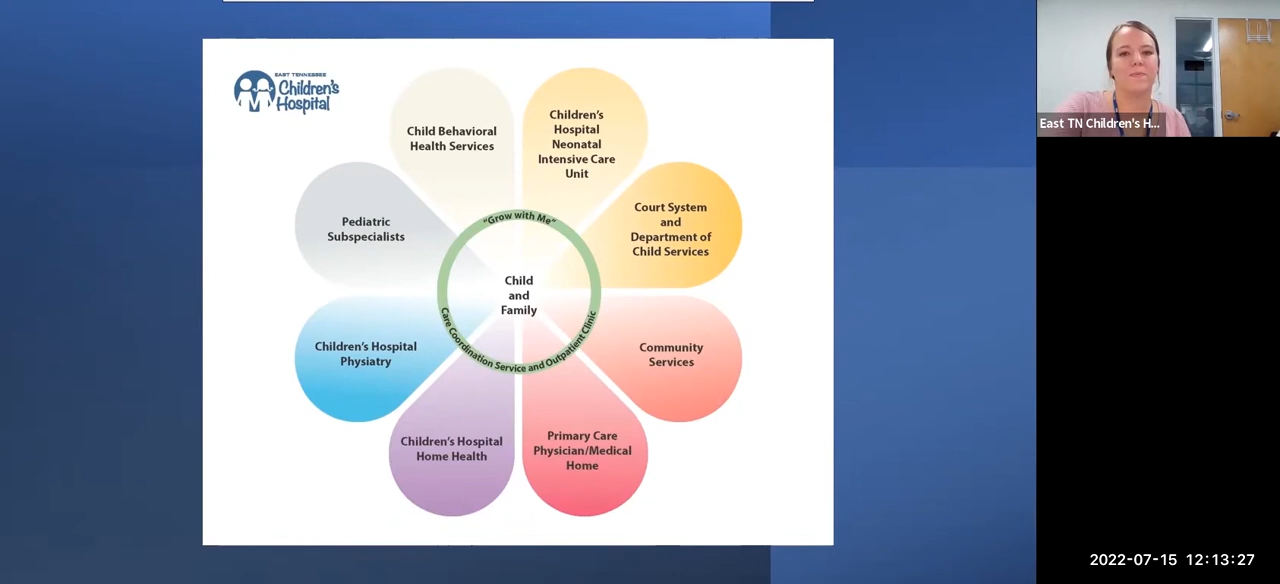 EAST TENNESSEE
Children's
Hospital
Child Behavioral
Health Services
Children's
Hospital
Neonatal
Intensive Care
Unit
Pediatric
Subspecialists
Court System
and
Department of
Child Services
"Grow with Me"
Child
and
Family
Care Coordination Service and Outpatient Clinic
Children's Hospital
Physiatry
Community
Services
Children's Hospital
Home Health
Primary Care
Physician/Medical
Home
East TN Children's H...
2022-07-15 12:13:27